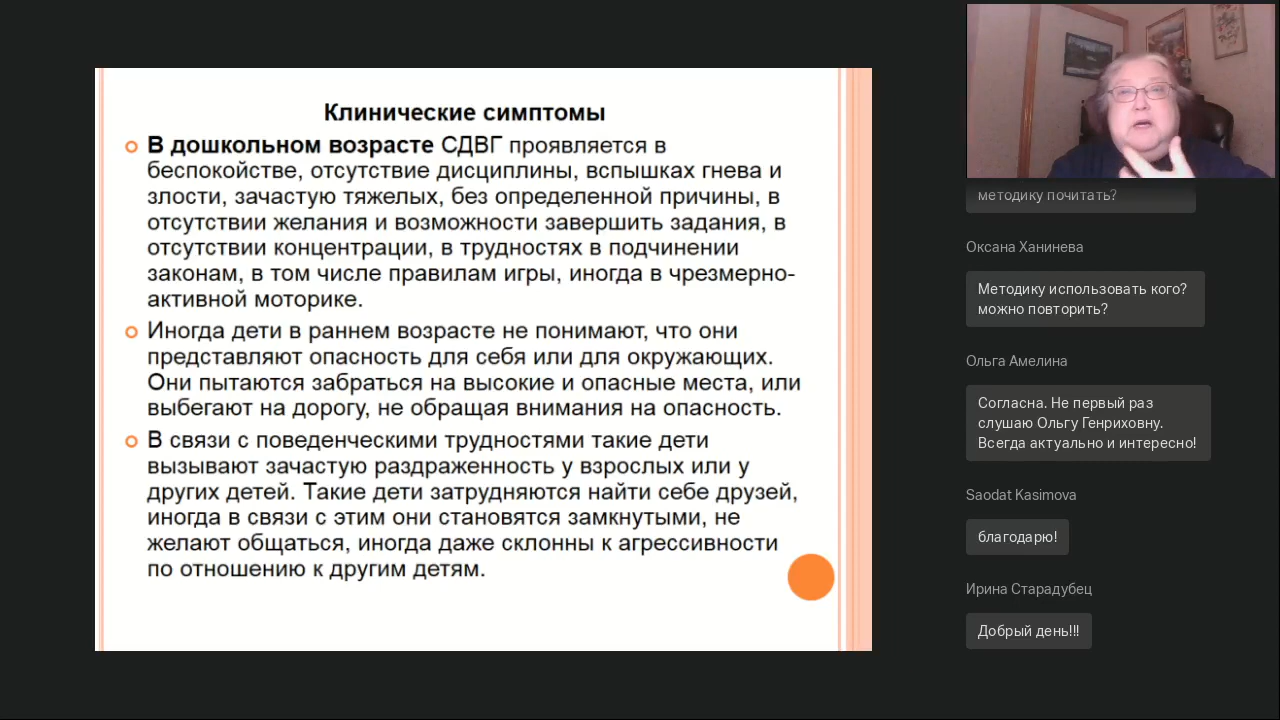 Клинические симптомы
В дошкольном возрасте СДВГ проявляется в
беспокойстве, отсутствие дисциплины, вспышках гнева и
злости, зачастую тяжелых, без определенной причины, в
отсутствии желания и возможности завершить задания, в
отсутствии концентрации, в трудностях в подчинении
законам, в том числе правилам игры, иногда в чрезмерно-
активной моторике.
Иногда дети в раннем возрасте не понимают, что они
представляют опасность для себя или для окружающих.
Они пытаются забраться на высокие и опасные места, или
выбегают на дорогу, не обращая внимания на опасность.
В связи с поведенческими трудностями такие дети
вызывают зачастую раздраженность у взрослых или у
других детей. Такие дети затрудняются найти себе друзей,
иногда в связи с этим они становятся замкнутыми, не
желают общаться, иногда даже склонны к агрессивности
по отношению к другим детям.
методику почитать?
Оксана Ханинева
Методику использовать кого?
можно повторить?
Ольга Амелина
Согласна. Не первый раз
слушаю Ольгу Генриховну.
Всегда актуально и интересно!
Saodat Kasimova
благодарю!
Ирина Старадубец
Добрый день!!!